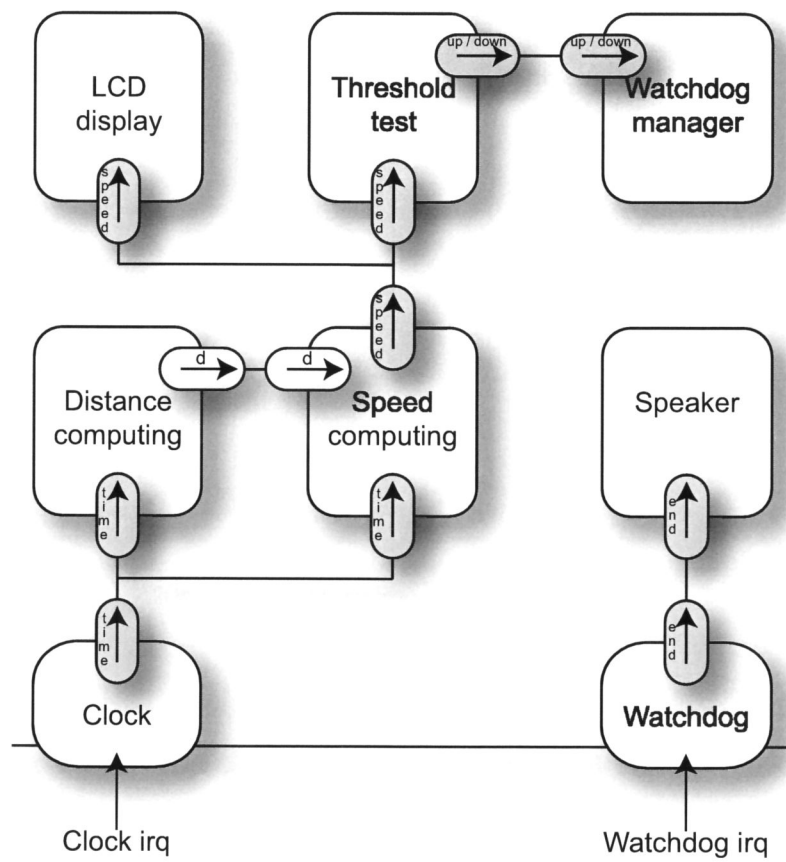 up / down
up / down
LCD
display
Threshold
test
Watchdog
manager
speed
speed
speed
d
d
Distance
computing
Speed
computing
Speaker
time
time
end
time
end
Clock
Watchdog
Clock irq
Watchdog irq